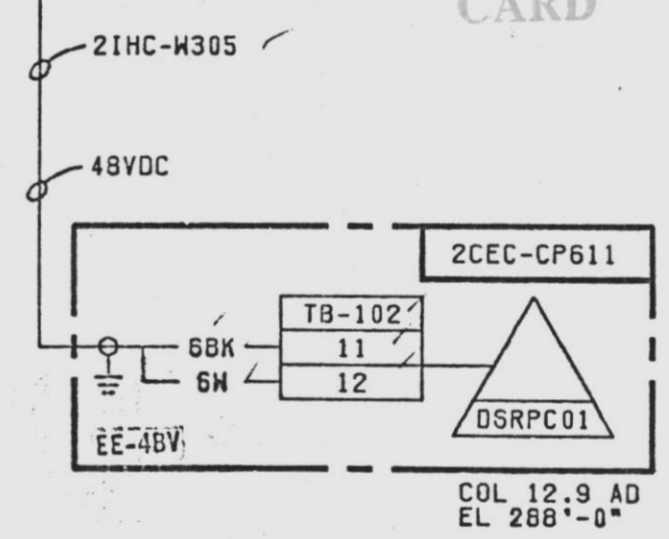 CARD
2IHC-W305
48VDC
2CEC-CP611
TB-102
6BK 11
6W 12
DSRPC01
EE-4BV
COL 12.9 AD
EL 288'-0"